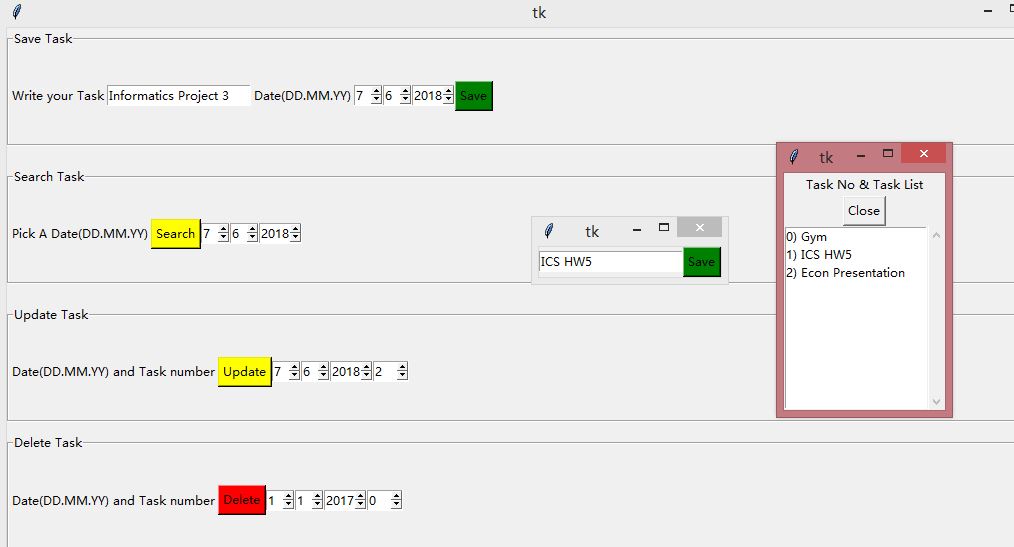 tk
Save Task
Write your Task Informatics Project 3 Date(DD.MM.YY) 7 6 2018 Save
Search Task
Pick A Date(DD.MM.YY) Search 7 6 2018
Update Task
Date(DD.MM.YY) and Task number Update 7 6 2018 2
Delete Task
Date(DD.MM.YY) and Task number Delete 1 1 2017 0
tk
ICS HW5 Save
tk
Task No & Task List
Close
0) Gym
1) ICS HW5
2) Econ Presentation